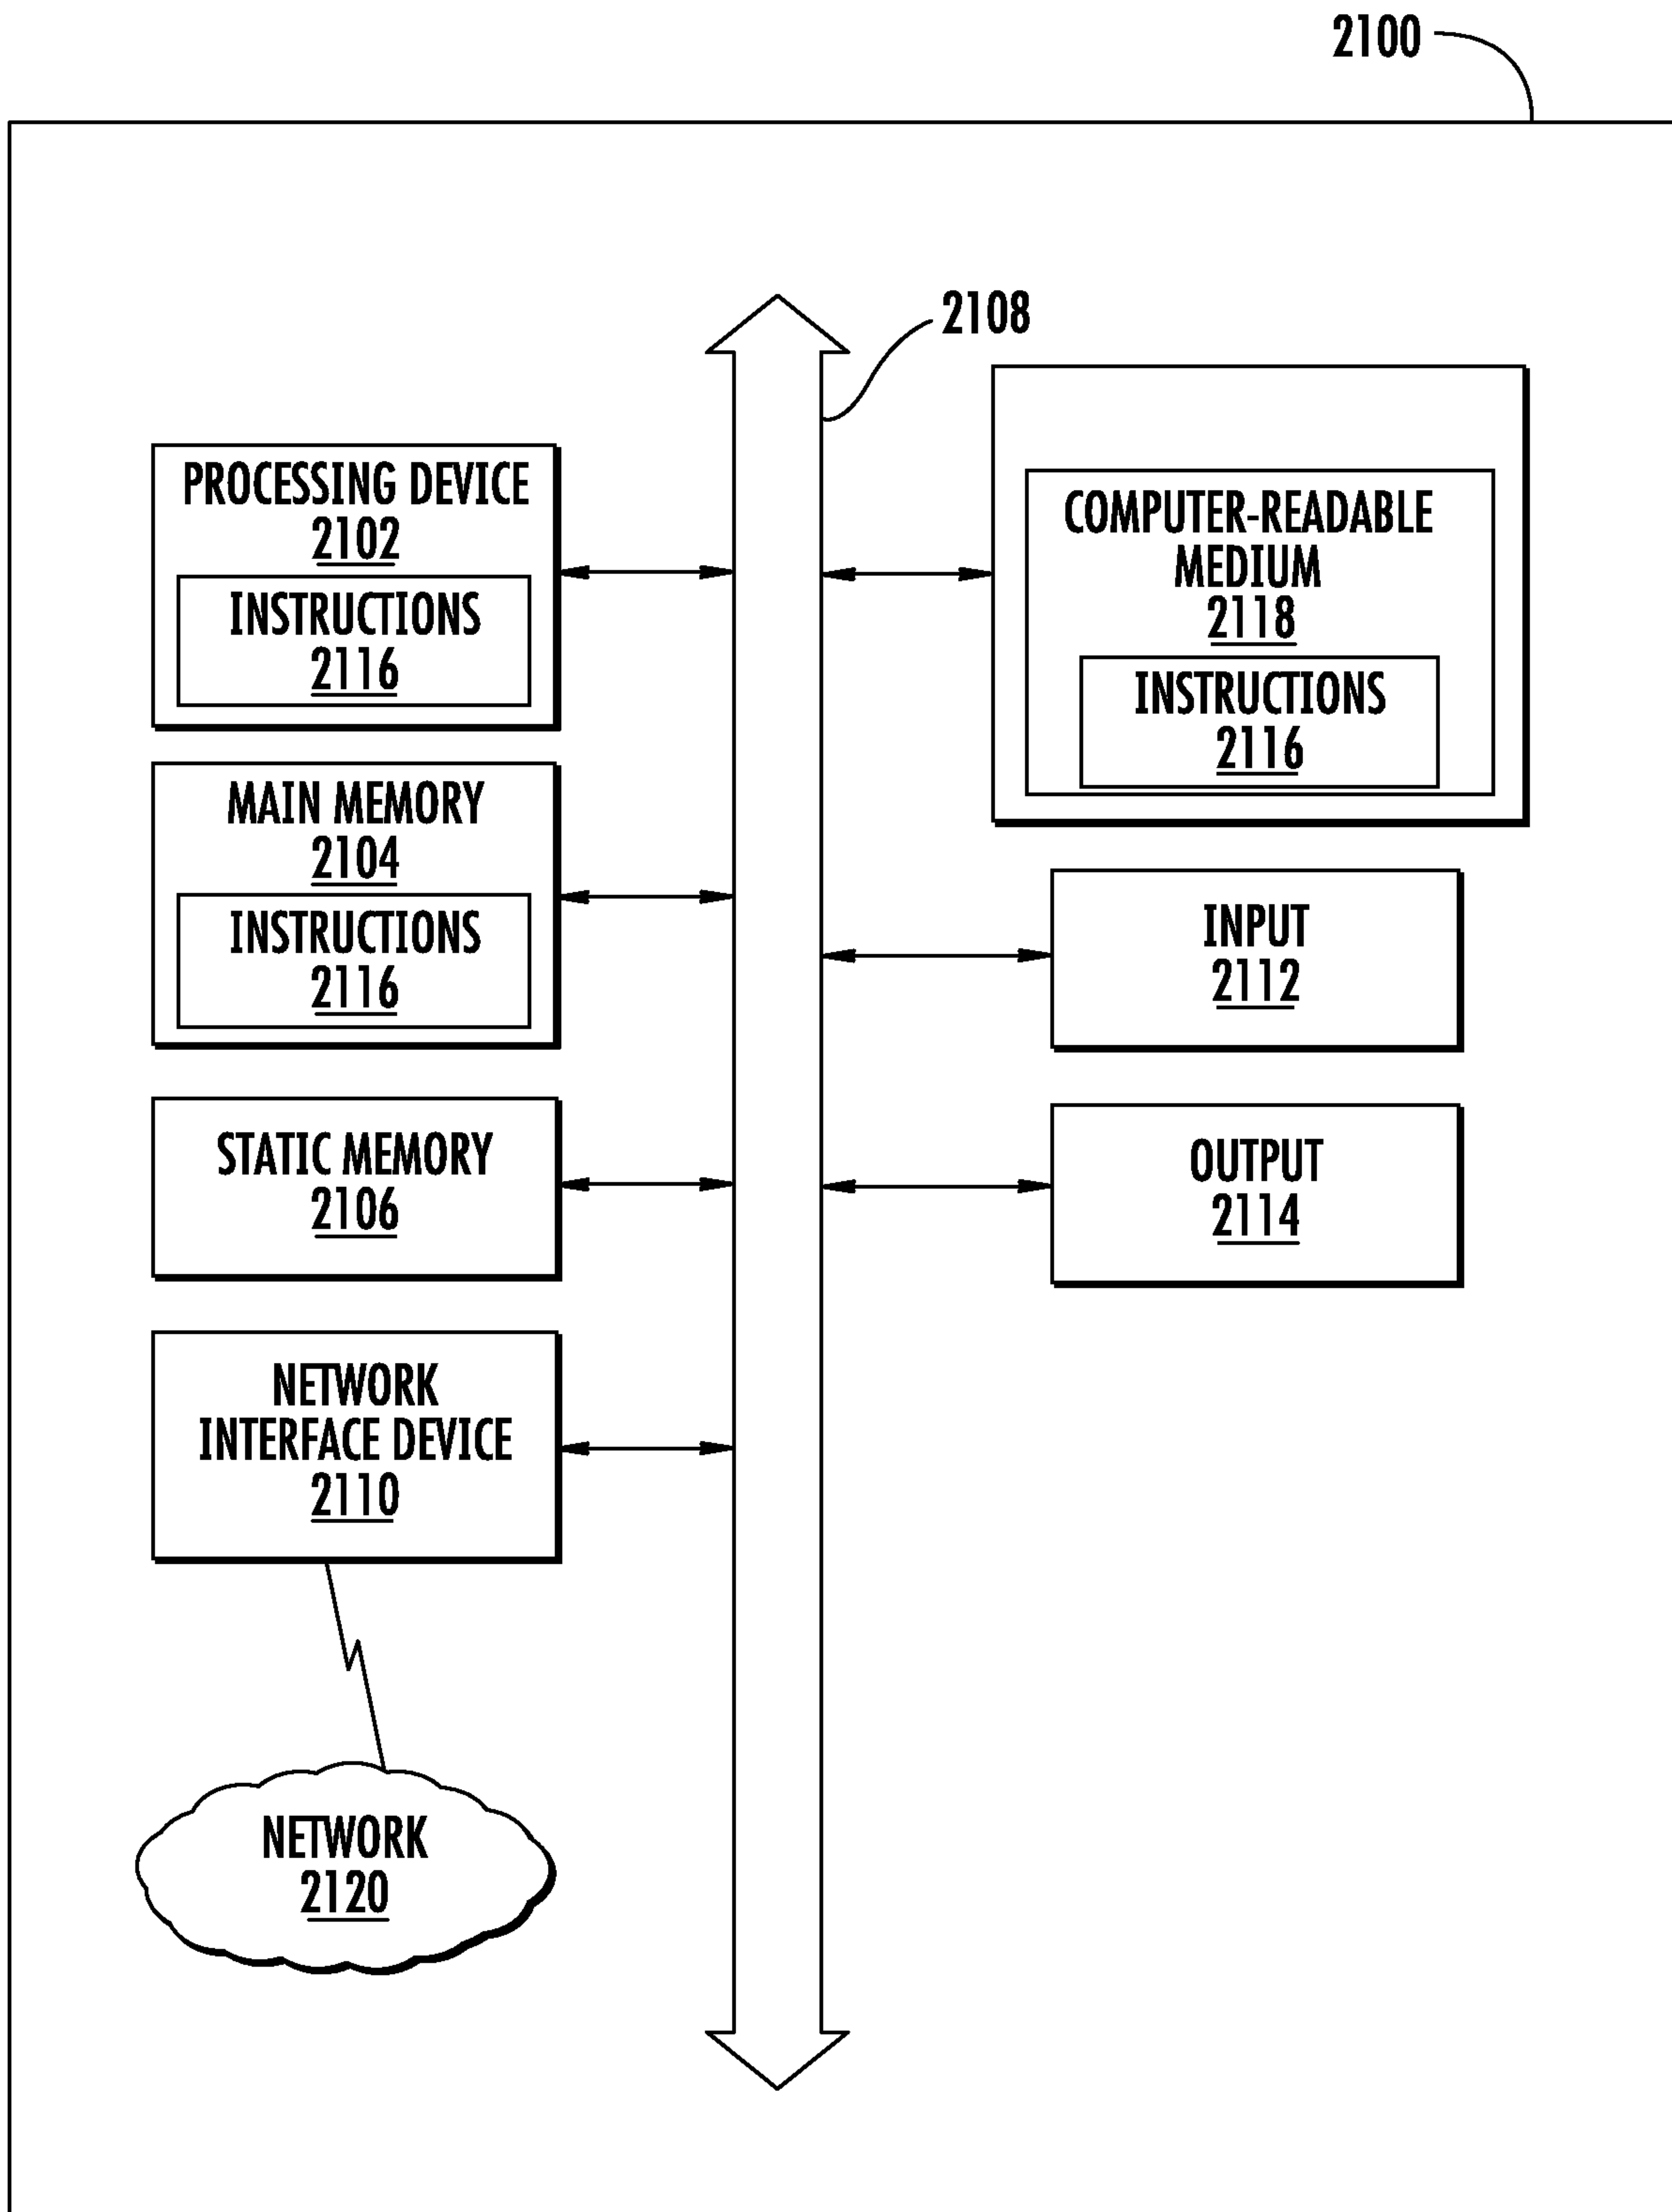 2100
2108
PROCESSING DEVICE
2102
INSTRUCTIONS
2116
MAIN MEMORY
2104
INSTRUCTIONS
2116
STATIC MEMORY
2106
NETWORK
INTERFACE DEVICE
2110
NETWORK
2120
COMPUTER-READABLE
MEDIUM
2118
INSTRUCTIONS
2116
INPUT
2112
OUTPUT
2114